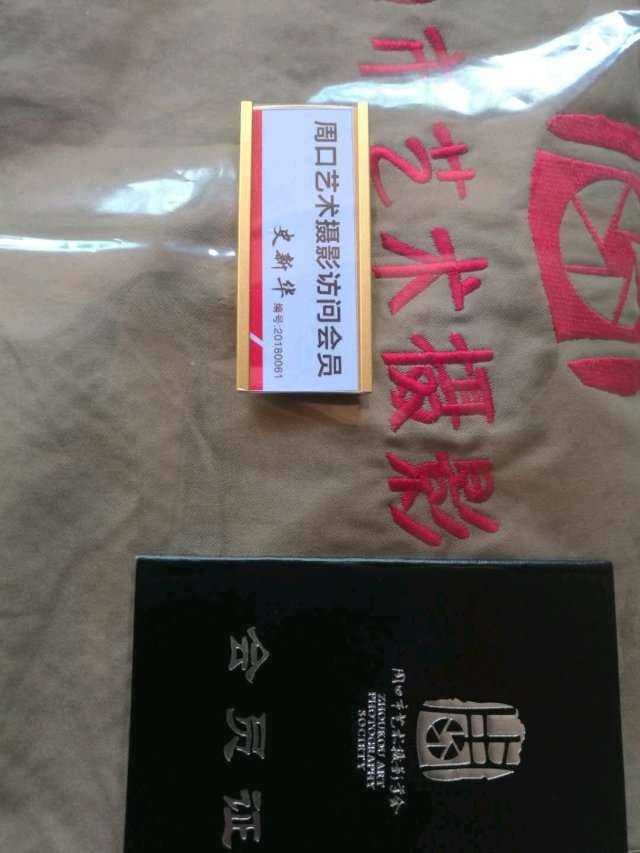 市艺术摄影
周口艺术摄影访问会员
史新华
编号:20180061
周口市艺术摄影学会
ZHOUKOU ART
PHOTOGRAPHY
SOCIETY
会员证